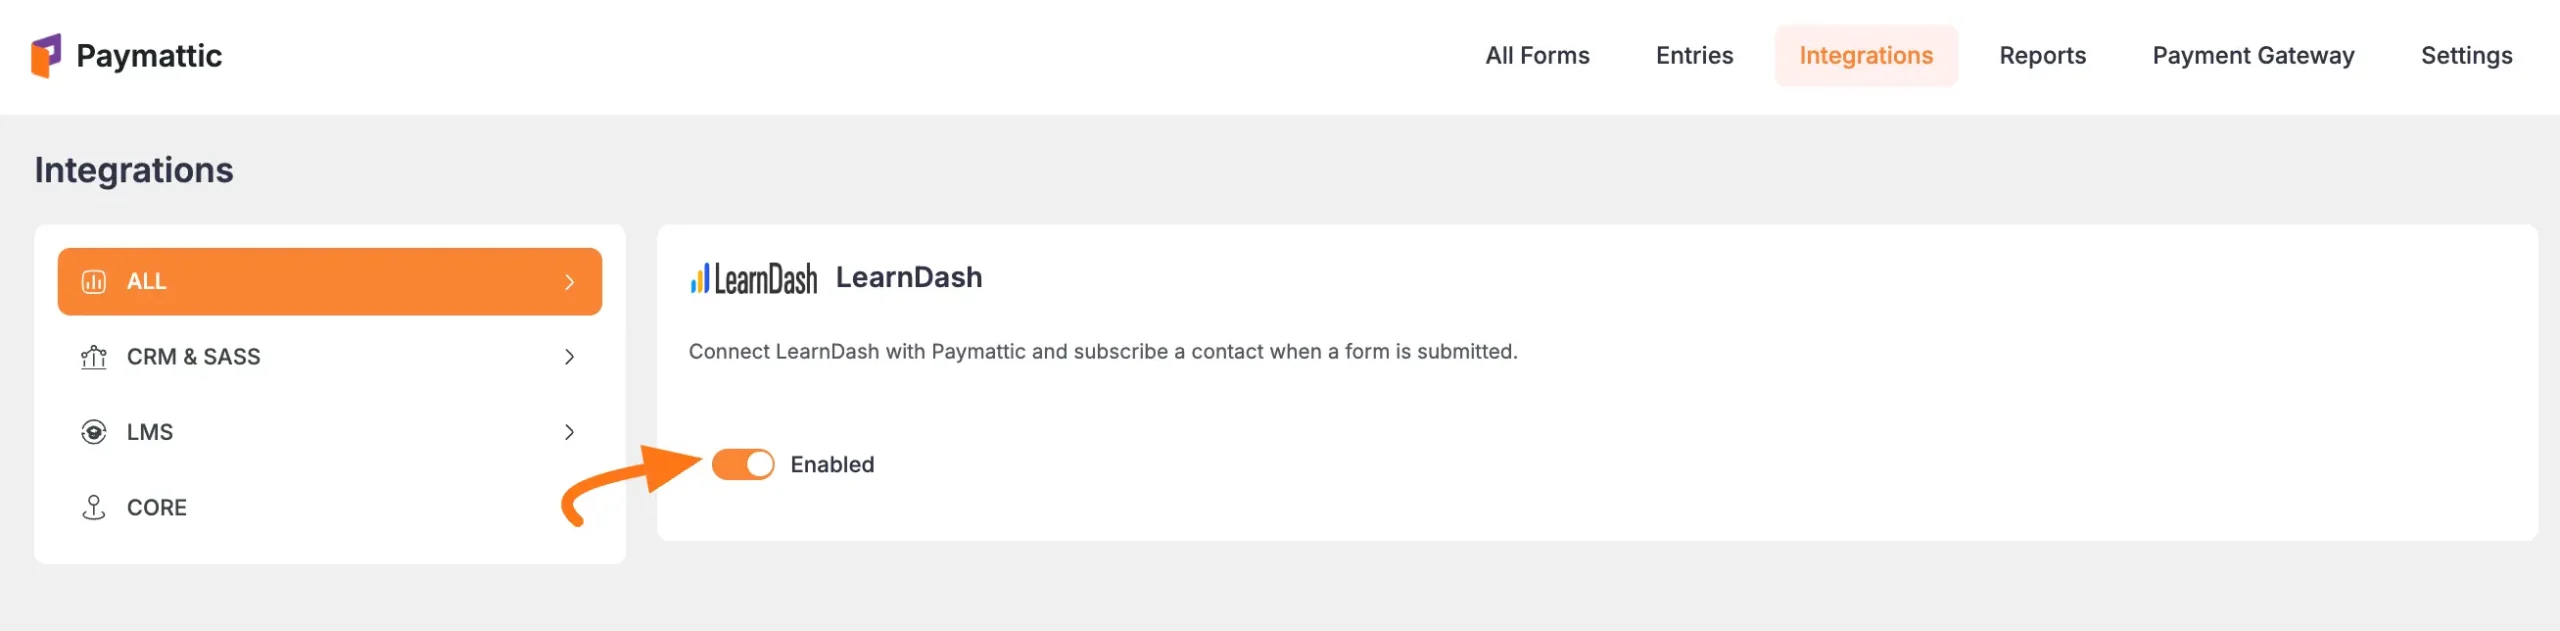 Paymattic
All Forms
Entries
Integrations
Reports
Payment Gateway
Settings
Integrations
ALL
CRM & SASS
LMS
CORE
LearnDash LearnDash
Connect LearnDash with Paymattic and subscribe a contact when a form is submitted.
Enabled